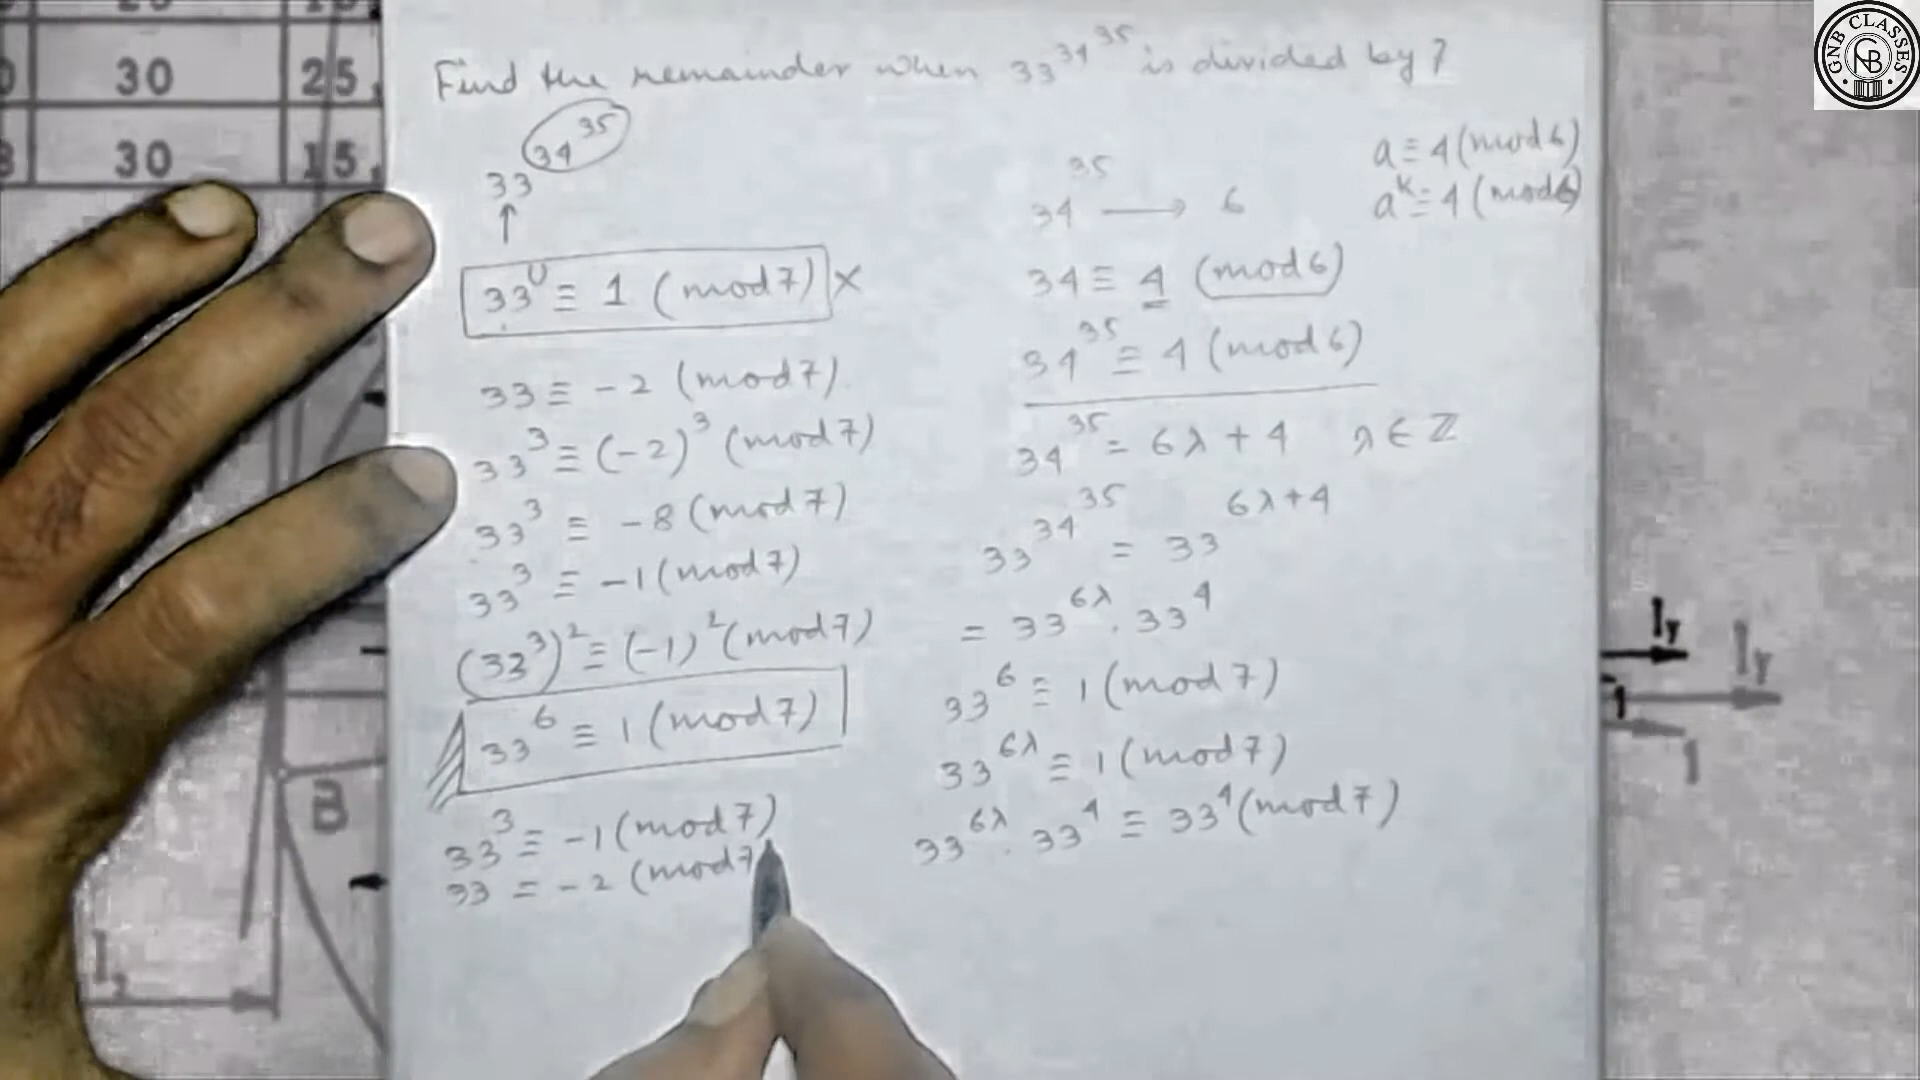 Find the remainder when 33^34^35 is divided by 7
33^34^35
↑
33^0 ≡ 1 (mod 7) ×
33 ≡ -2 (mod 7)
33^3 ≡ (-2)^3 (mod 7)
33^3 ≡ -8 (mod 7)
33^3 ≡ -1 (mod 7)
(33^3)^2 ≡ (-1)^2 (mod 7)
33^6 ≡ 1 (mod 7)
33^3 ≡ -1 (mod 7)
33 ≡ -2 (mod 7
34^35 → 6
34 ≡ 4 (mod 6)
34^35 ≡ 4 (mod 6)
34^35 = 6λ + 4 λ ∈ ℤ
33^34^35 = 33^6λ+4
= 33^6λ . 33^4
33^6 ≡ 1 (mod 7)
33^6λ ≡ 1 (mod 7)
33^6λ . 33^4 ≡ 33^4 (mod 7)
a ≡ 4 (mod 6)
a^k ≡ 4 (mod 6)
GNB CLASSES
GNB
30 25
30 15
B
1
1